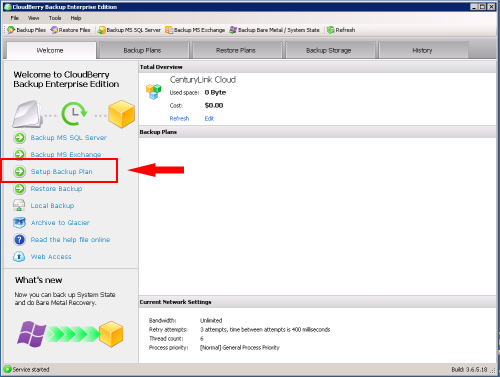 CloudBerry Backup Enterprise Edition
File View Tools Help
Backup Files Restore Files Backup MS SQL Server Backup MS Exchange Backup Bare Metal / System State Refresh
Welcome Backup Plans Restore Plans Backup Storage History
Welcome to CloudBerry
Backup Enterprise Edition
Backup MS SQL Server
Backup MS Exchange
Setup Backup Plan
Restore Backup
Local Backup
Archive to Glacier
Read the help file online
Web Access
What's new
Now you can back up System State
and do Bare Metal Recovery.
Total Overview
CenturyLink Cloud
Used space: 0 Byte
Cost: $0.00
Refresh Edit
Backup Plans
Current Network Settings
Bandwidth: Unlimited
Retry attempts: 3 attempts, time between attempts is 400 milliseconds
Thread count: 6
Process priority: [Normal] General Process Priority
Service started
Build: 3.6.5.18